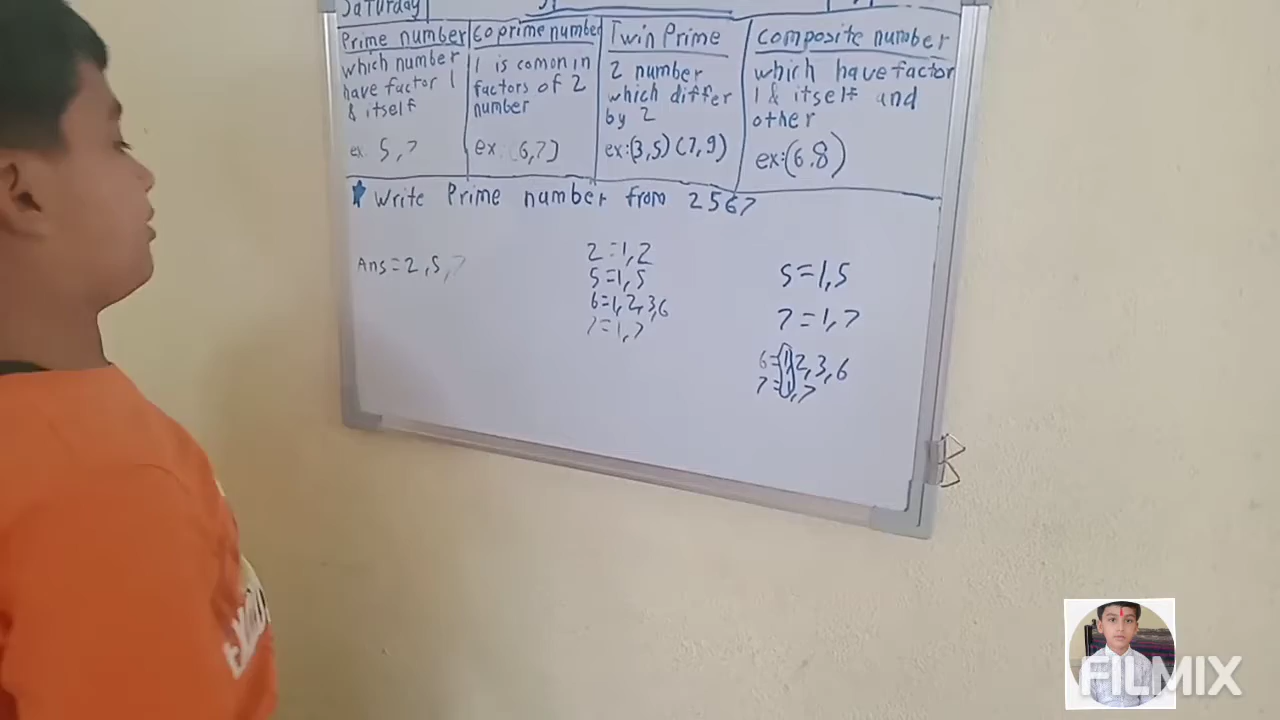 Saturday
Prime number
which number
have factor 1
& itself
ex: 5,7
Co prime number
1 is comon in
factors of 2
number
ex: (6,7)
Twin Prime
2 number
which differ
by 2
ex:(3,5) (7,9)
composite number
which have factor
1 & itself and
other
ex:(6.8)
★ Write Prime number from 2567
Ans=2,5,7
2=1,2
5=1,5
6=1,2,3,6
7=1,7
5=1,5
7=1,7
6=1,2,3,6
7=1,7
FILMIX